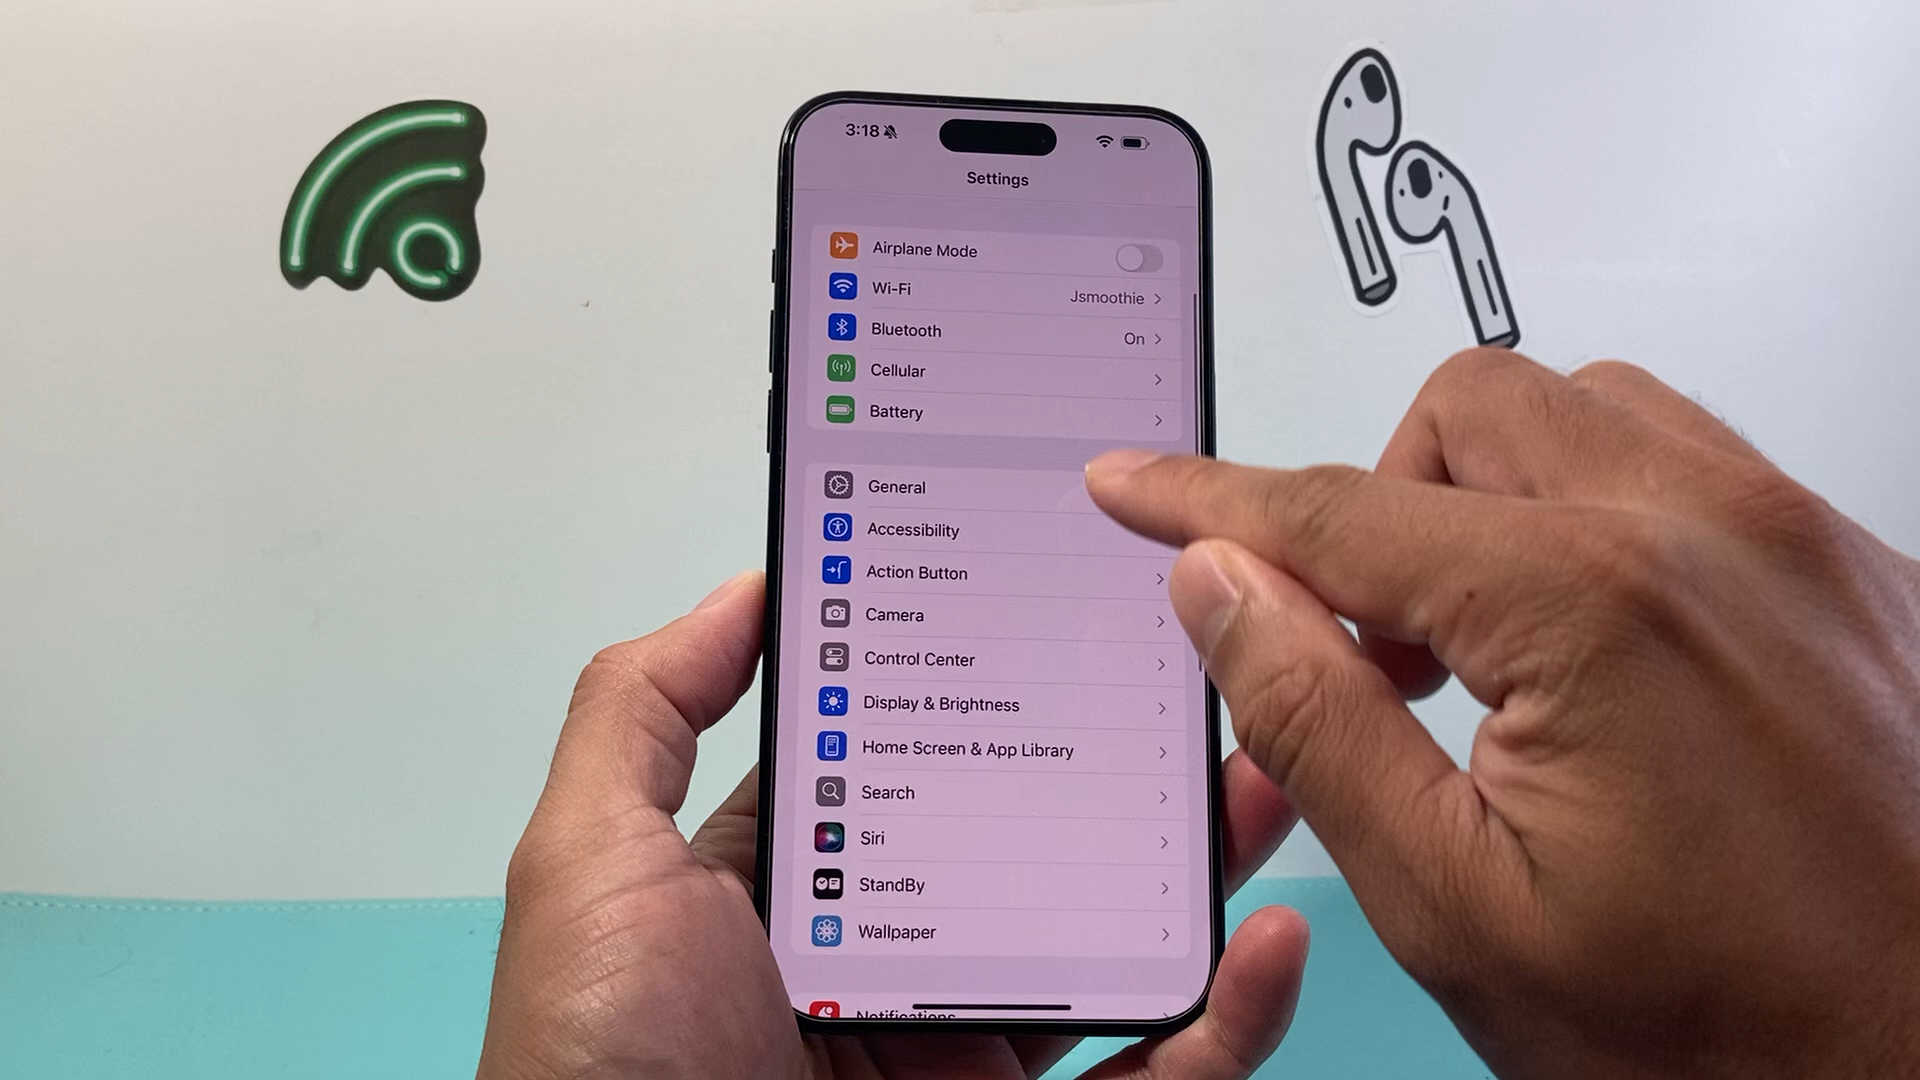 3:18
Settings
Airplane Mode
Wi-Fi Jsmoothie
Bluetooth On
Cellular
Battery
General
Accessibility
Action Button
Camera
Control Center
Display & Brightness
Home Screen & App Library
Search
Siri
StandBy
Wallpaper
Notifications